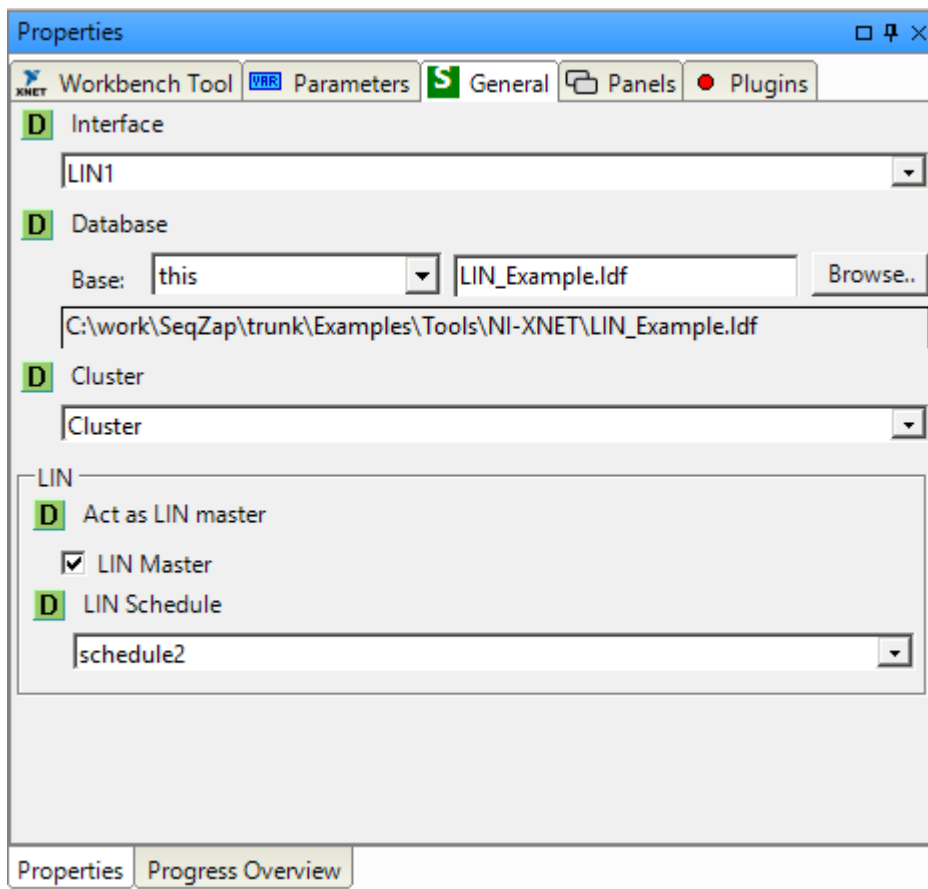 Properties
XNET Workbench Tool VAR Parameters S General Panels Plugins
D Interface
LIN1
D Database
Base: this LIN_Example.ldf Browse..
C:\work\SeqZap\trunk\Examples\Tools\NI-XNET\LIN_Example.ldf
D Cluster
Cluster
LIN
D Act as LIN master
LIN Master
D LIN Schedule
schedule2
Properties Progress Overview